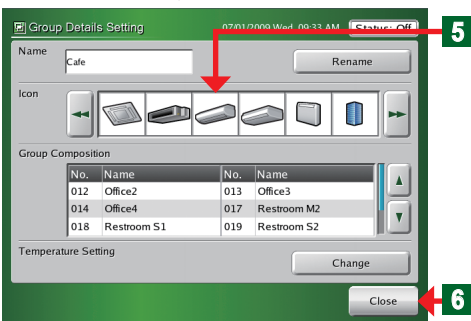 Group Details Setting 07/01/2009 Wed 09:33 AM Status: Off
5
Name
Cafe
Rename
Icon
Group Composition
No. Name No. Name
012 Office2 013 Office3
014 Office4 017 Restroom M2
018 Restroom S1 019 Restroom S2
Temperature Setting
Change
Close
6